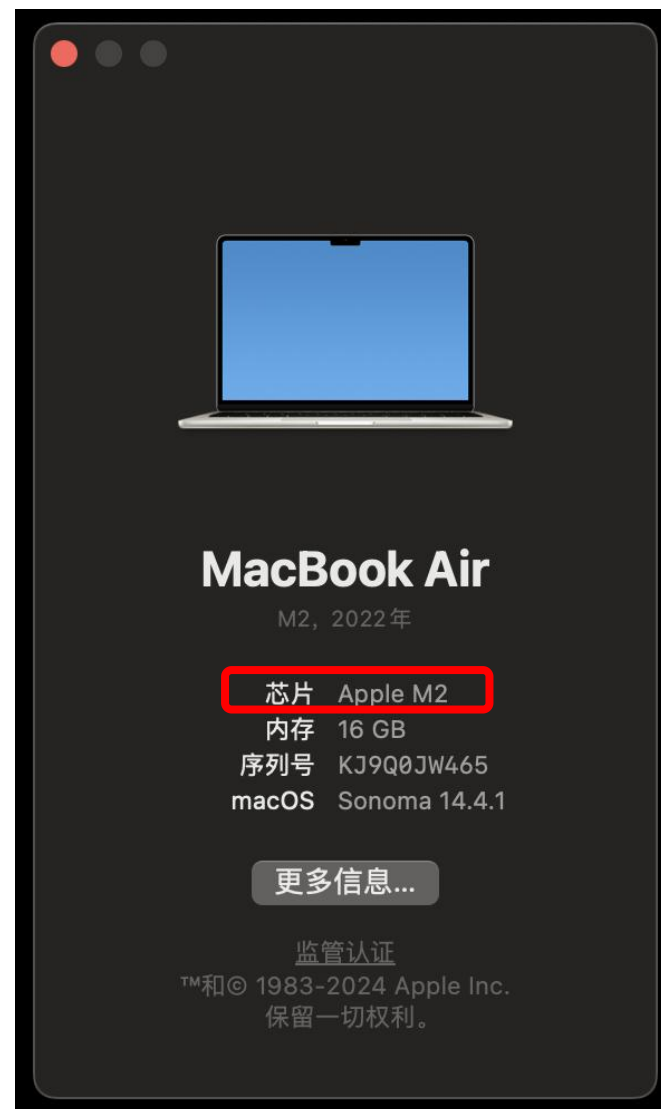 MacBook Air
M2，2022年
芯片 Apple M2
内存 16 GB
序列号 KJ9Q0JW465
macOS Sonoma 14.4.1
更多信息...
监管认证
™和© 1983-2024 Apple Inc.
保留一切权利。